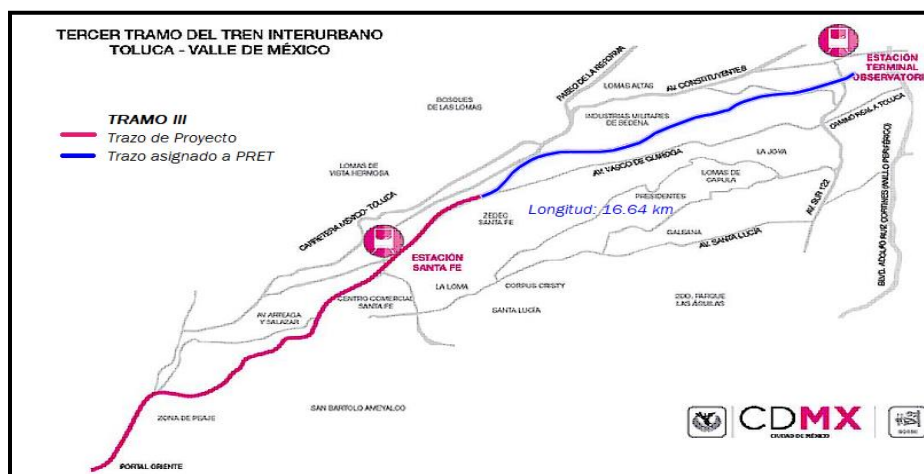 TERCER TRAMO DEL TREN INTERURBANO
TOLUCA - VALLE DE MÉXICO
TRAMO III
Trazo de Proyecto
Trazo asignado a PRET
ESTACIÓN
TERMINAL
OBSERVATORIO
PASEO DE LA REFORMA
LOMAS ALTAS
AV. CONSTITUYENTES
BOSQUES
DE LAS LOMAS
INDUSTRIAS MILITARES
DE SEDENA
CAMINO REAL A TOLUCA
LOMAS DE
VISTA HERMOSA
AV. VASCO DE QUIROGA
LA JOYA
LOMAS DE
CAPULA
PRESIDENTES
AV. SUR 122
BLVD. ADOLFO RUIZ CORTINES (ANILLO PERIFÉRICO)
CARRETERA MÉXICO-TOLUCA
Longitud: 16.64 km
ZEDEC
SANTA FE
GALEANA
AV. SANTA LUCÍA
ESTACIÓN
SANTA FE
LA LOMA
CORPUS CRISTY
CENTRO COMERCIAL
SANTA FE
SANTA LUCÍA
2DO. PARQUE
LAS ÁGUILAS
AV ARTEAGA
Y SALAZAR
ZONA DE PEAJE
SAN BARTOLO AMEYALCO
PORTAL ORIENTE
CDMX
CIUDAD DE MÉXICO